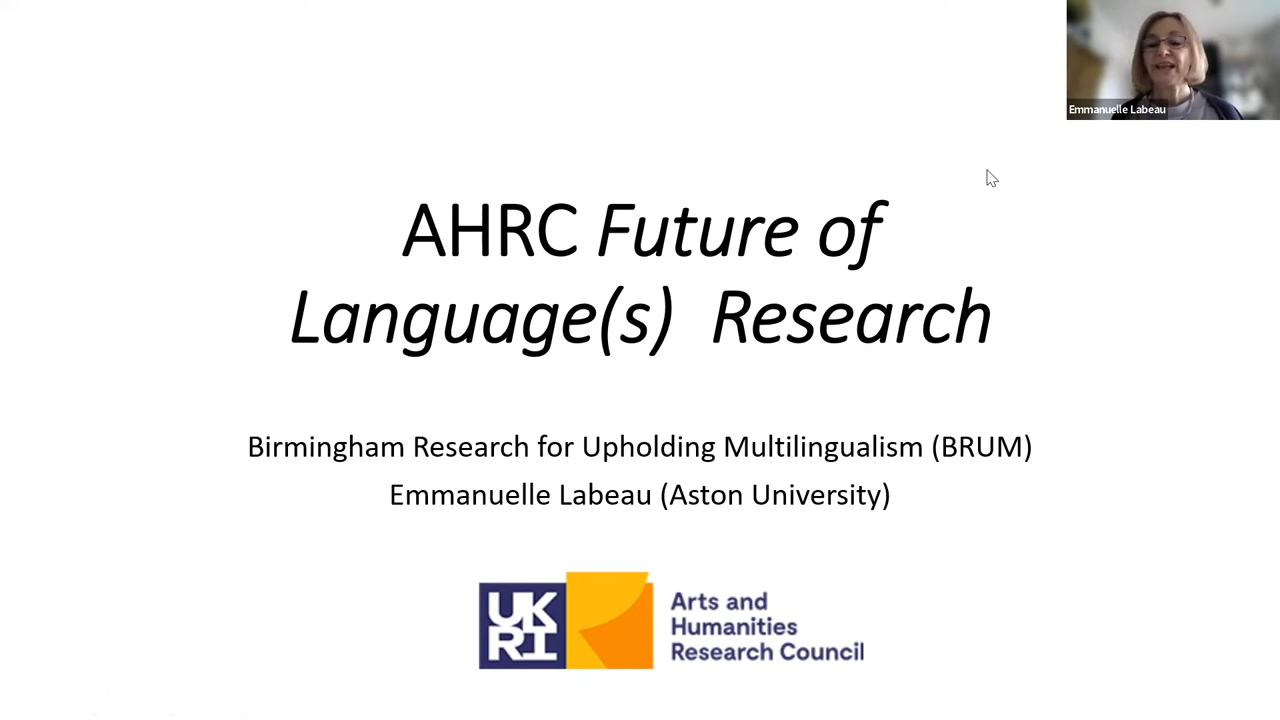 Emmanuelle Labeau
AHRC Future of
Language(s) Research
Birmingham Research for Upholding Multilingualism (BRUM)
Emmanuelle Labeau (Aston University)
UK
RI
Arts and
Humanities
Research Council